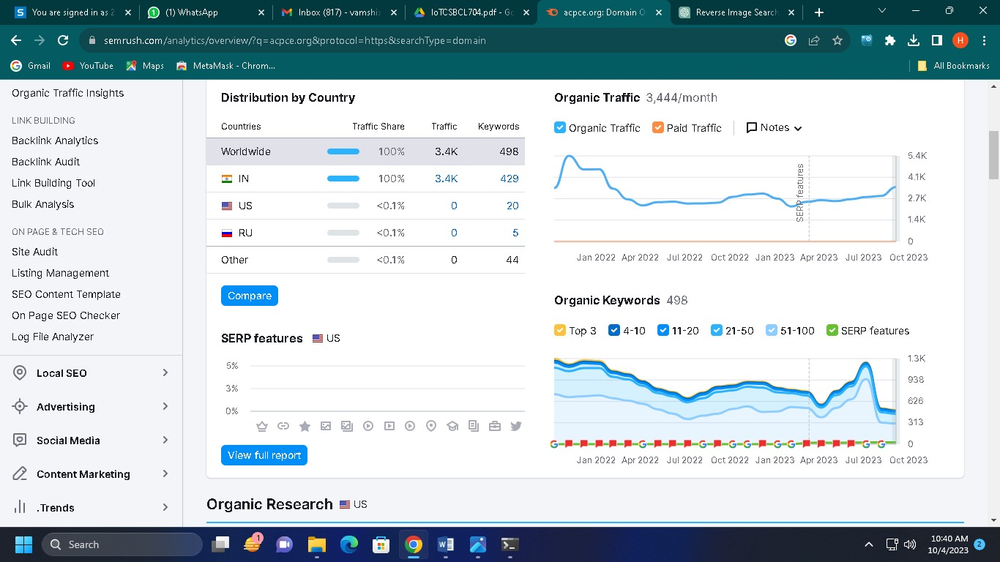 You are signed in as 2
(1) WhatsApp
Inbox (817) - vamshis
IoTCSBCL704.pdf - Go
acpce.org: Domain O
Reverse Image Search
semrush.com/analytics/overview/?q=acpce.org&protocol=https&searchType=domain
H
Gmail
YouTube
Maps
MetaMask - Chrom...
All Bookmarks
Organic Traffic Insights
LINK BUILDING
Backlink Analytics
Backlink Audit
Link Building Tool
Bulk Analysis
ON PAGE & TECH SEO
Site Audit
Listing Management
SEO Content Template
On Page SEO Checker
Log File Analyzer
Local SEO
Advertising
Social Media
Content Marketing
.Trends
Distribution by Country
Countries Traffic Share Traffic Keywords
Worldwide 100% 3.4K 498
IN 100% 3.4K 429
US <0.1% 0 20
RU <0.1% 0 5
Other <0.1% 0 44
Compare
SERP features US
5%
3%
0%
View full report
Organic Traffic 3,444/month
Organic Traffic Paid Traffic Notes
5.4K
4.1K
2.7K
1.4K
0
SERP features
Jan 2022 Apr 2022 Jul 2022 Oct 2022 Jan 2023 Apr 2023 Jul 2023 Oct 2023
Organic Keywords 498
Top 3 4-10 11-20 21-50 51-100 SERP features
1.3K
938
626
313
0
Jan 2022 Apr 2022 Jul 2022 Oct 2022 Jan 2023 Apr 2023 Jul 2023 Oct 2023
Organic Research US
Search
1
10:40 AM
10/4/2023
2